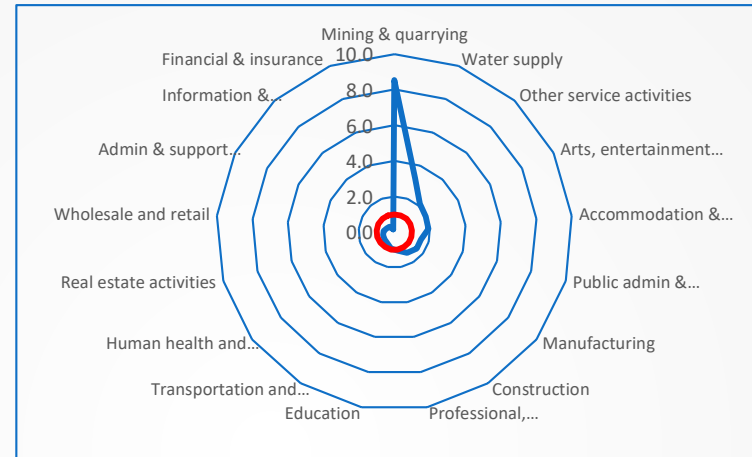 Mining & quarrying
Water supply
Other service activities
Arts, entertainment...
Accommodation &...
Public admin &...
Manufacturing
Construction
Professional,...
Education
Transportation and...
Human health and...
Real estate activities
Wholesale and retail
Admin & support...
Information &...
Financial & insurance
10.0
8.0
6.0
4.0
2.0
0.0